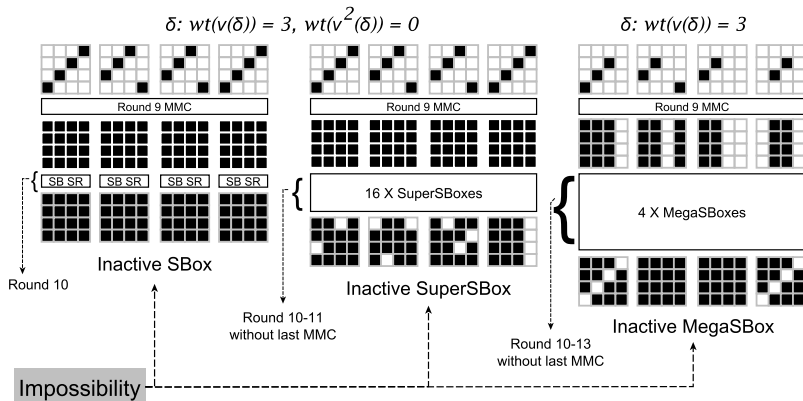 δ: wt(ν(δ)) = 3, wt(ν²(δ)) = 0
δ: wt(ν(δ)) = 3
Round 9 MMC
Round 9 MMC
Round 9 MMC
SB SR
SB SR
SB SR
SB SR
16 X SuperSBoxes
4 X MegaSBoxes
Inactive SBox
Inactive SuperSBox
Inactive MegaSBox
Round 10
Round 10-11
without last MMC
Round 10-13
without last MMC
Impossibility